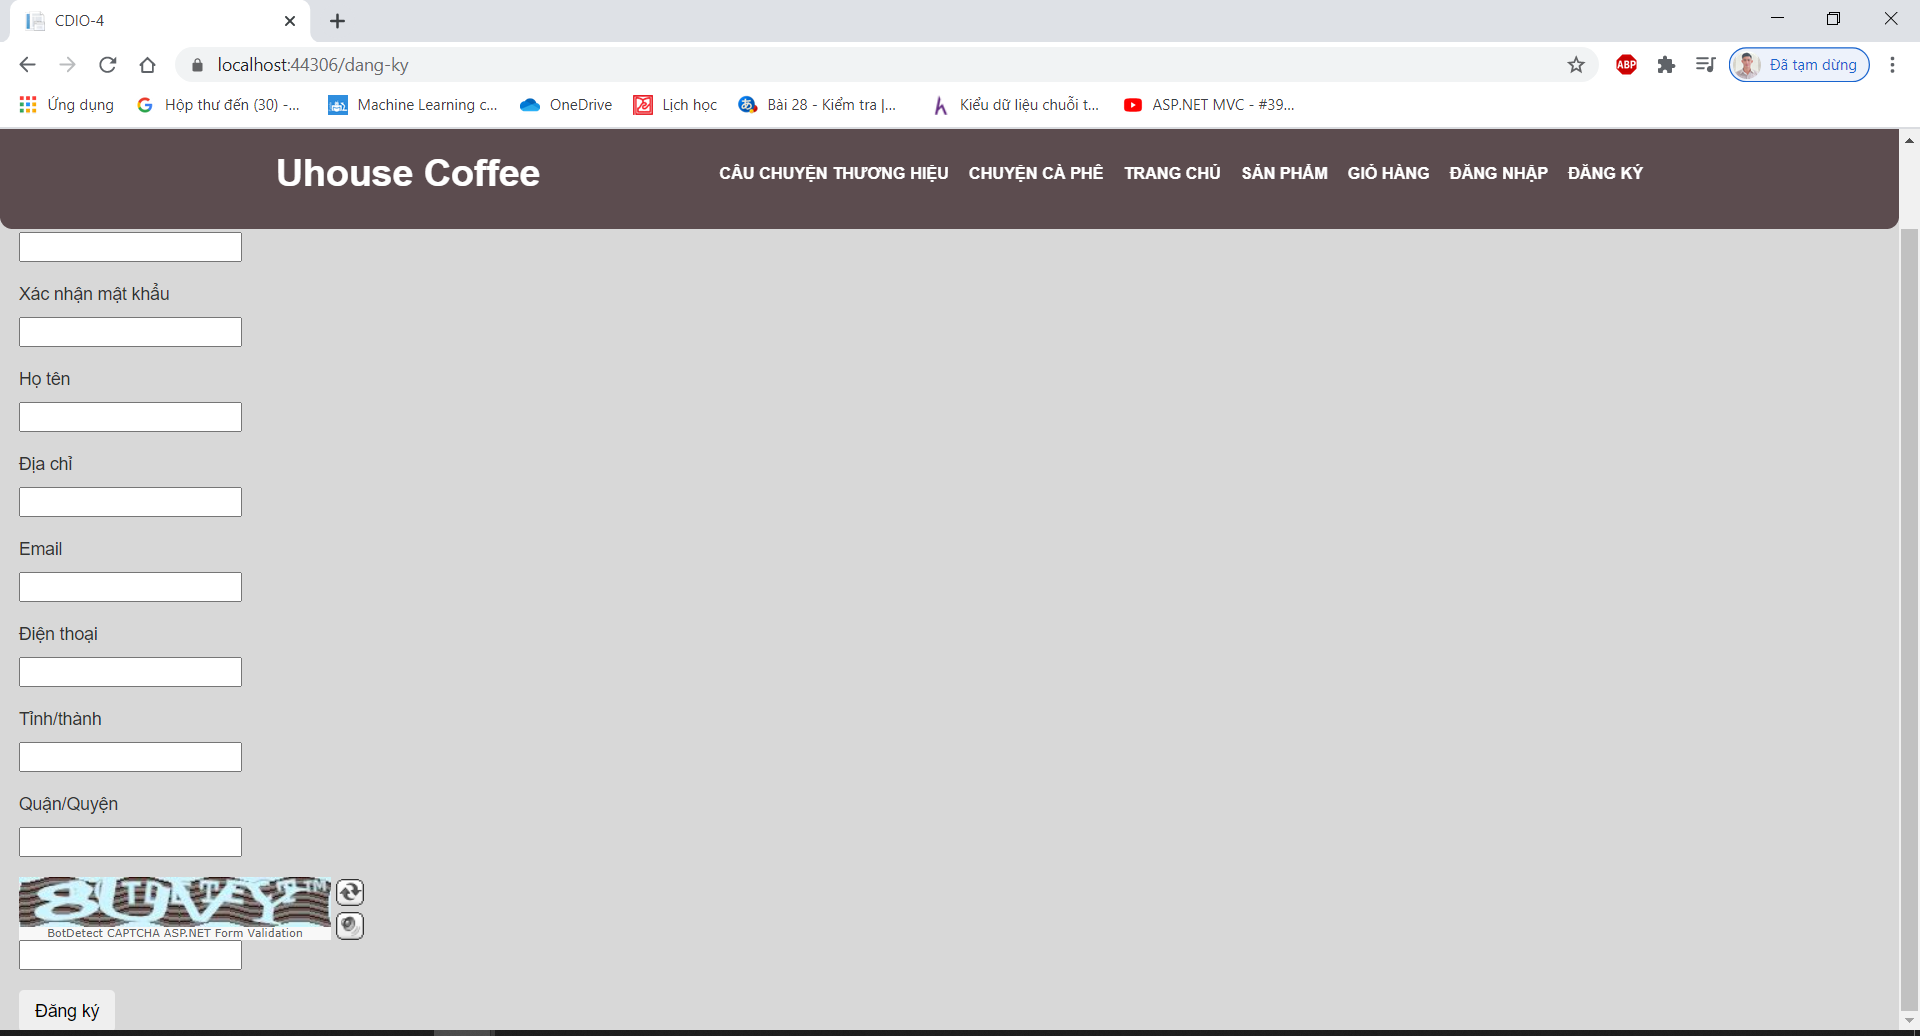 CDIO-4
localhost:44306/dang-ky
ABP
Đã tạm dừng
Ứng dụng
Hộp thư đến (30) -...
Machine Learning c...
OneDrive
Lịch học
Bài 28 - Kiểm tra |...
Kiểu dữ liệu chuỗi t...
ASP.NET MVC - #39...
Uhouse Coffee
CÂU CHUYỆN THƯƠNG HIỆU
CHUYỆN CÀ PHÊ
TRANG CHỦ
SẢN PHẨM
GIỎ HÀNG
ĐĂNG NHẬP
ĐĂNG KÝ
Xác nhận mật khẩu
Họ tên
Địa chỉ
Email
Điện thoại
Tỉnh/thành
Quận/Quyện
BotDetect CAPTCHA ASP.NET Form Validation
Đăng ký